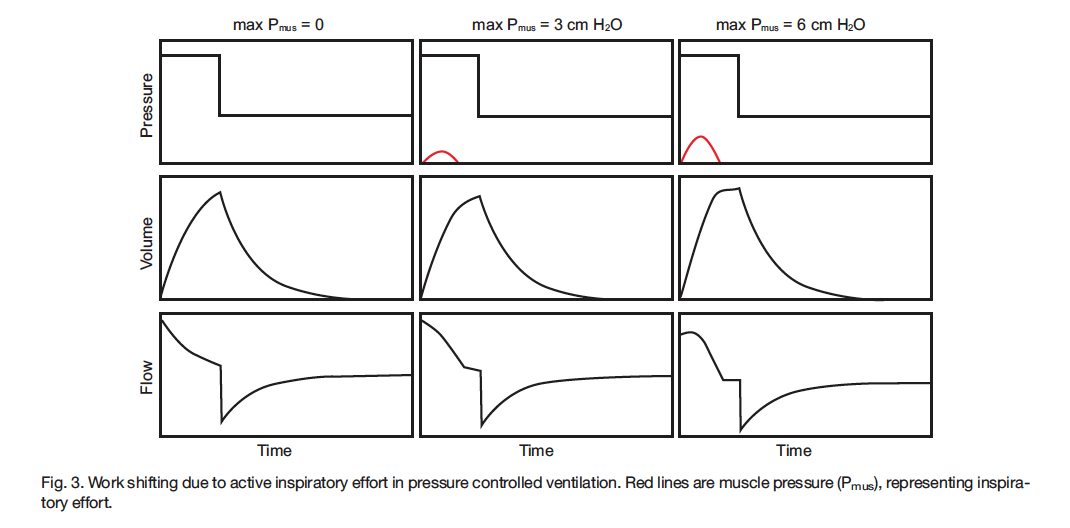 max Pmus = 0
max Pmus = 3 cm H2O
max Pmus = 6 cm H2O
Pressure
Volume
Flow
Time
Time
Time
Fig. 3. Work shifting due to active inspiratory effort in pressure controlled ventilation. Red lines are muscle pressure (Pmus), representing inspira-
tory effort.